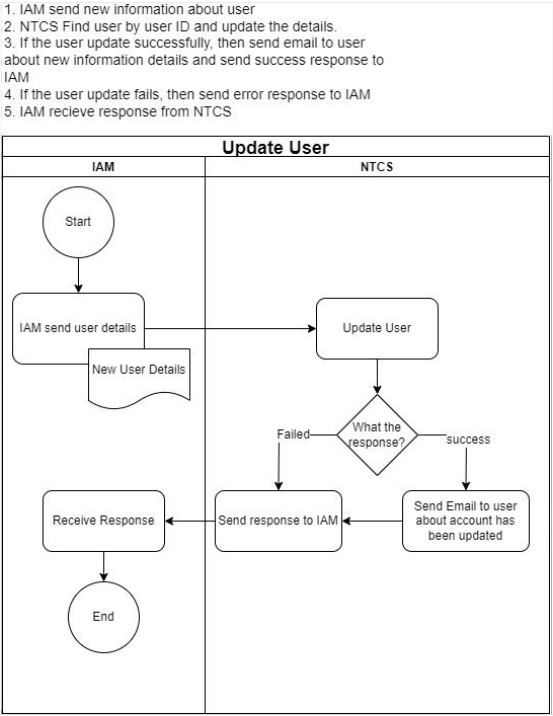 1. IAM send new information about user
2. NTCS Find user by user ID and update the details.
3. If the user update successfully, then send email to user
about new information details and send success response to
IAM
4. If the user update fails, then send error response to IAM
5. IAM recieve response from NTCS
Update User
IAM
NTCS
Start
IAM send user details
New User Details
Update User
What the
response?
Failed
success
Send Email to user
about account has
been updated
Send response to IAM
Receive Response
End